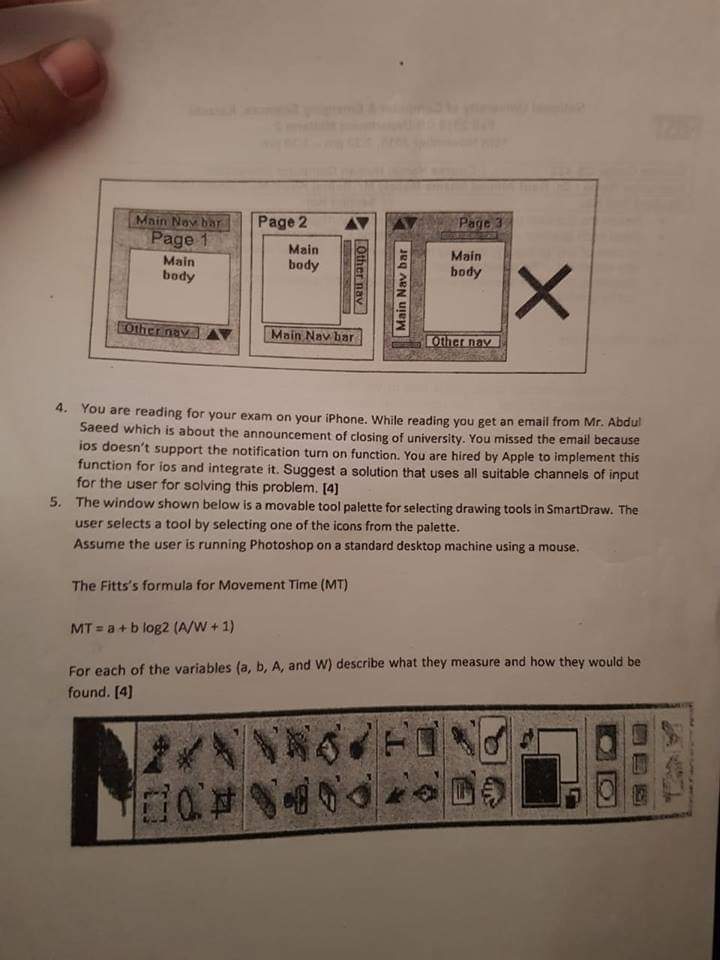 Main Nav bar
Page 1
Main
body
Other nav
Page 2
Main
body
Other nav
Main Nav bar
Page 3
Main Nav bar
Main
body
Other nav
4. You are reading for your exam on your iPhone. While reading you get an email from Mr. Abdul
Saeed which is about the announcement of closing of university. You missed the email because
ios doesn't support the notification turn on function. You are hired by Apple to implement this
function for ios and integrate it. Suggest a solution that uses all suitable channels of input
for the user for solving this problem. [4]
5. The window shown below is a movable tool palette for selecting drawing tools in SmartDraw. The
user selects a tool by selecting one of the icons from the palette.
Assume the user is running Photoshop on a standard desktop machine using a mouse.
The Fitts's formula for Movement Time (MT)
MT = a + b log2 (A/W + 1)
For each of the variables (a, b, A, and W) describe what they measure and how they would be
found. [4]
T